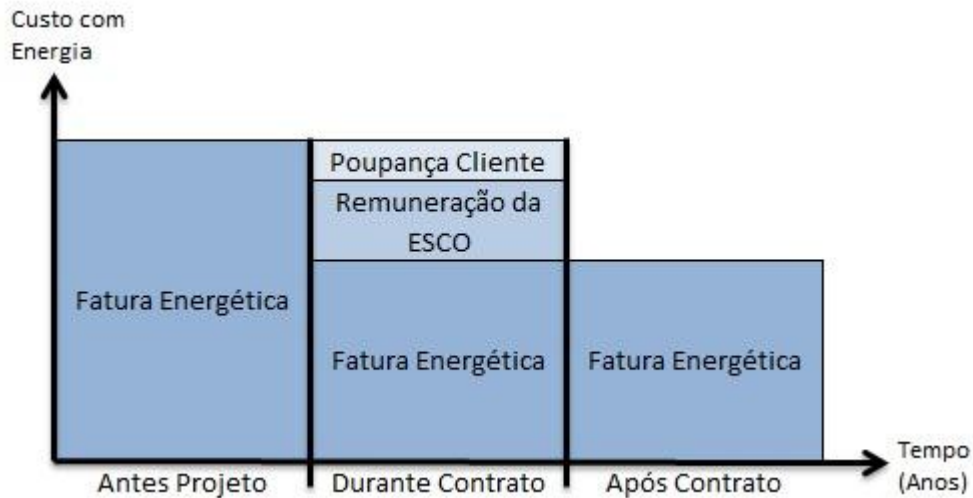 Custo com
Energia
Poupança Cliente
Remuneração da
ESCO
Fatura Energética
Fatura Energética
Fatura Energética
Antes Projeto
Durante Contrato
Após Contrato
Tempo
(Anos)